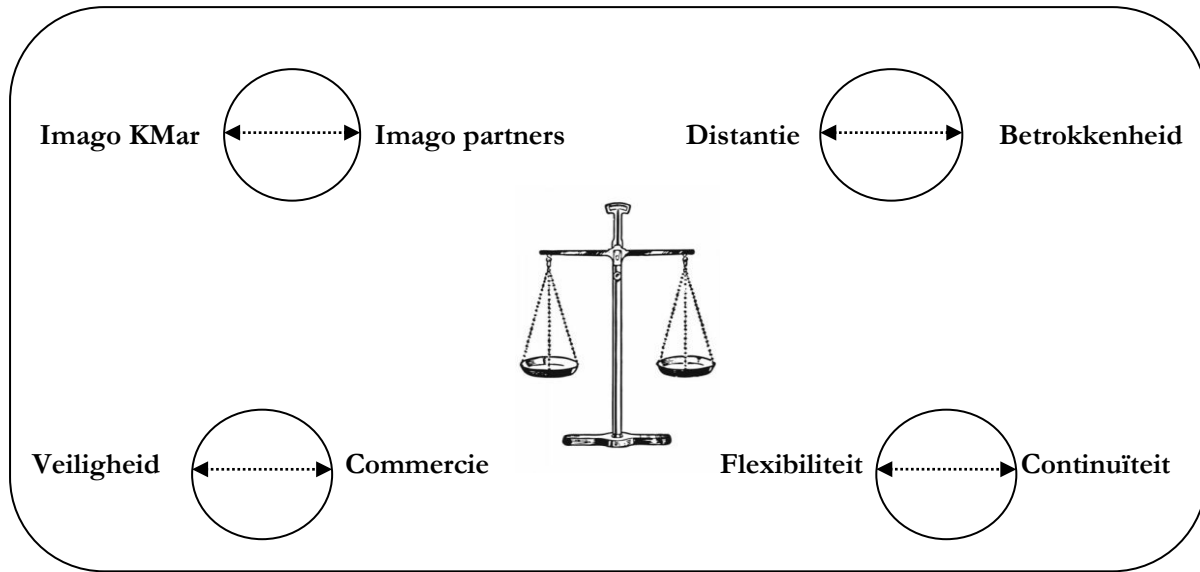 Imago KMar Imago partners Distantie Betrokkenheid
Veiligheid Commercie Flexibiliteit Continuïteit